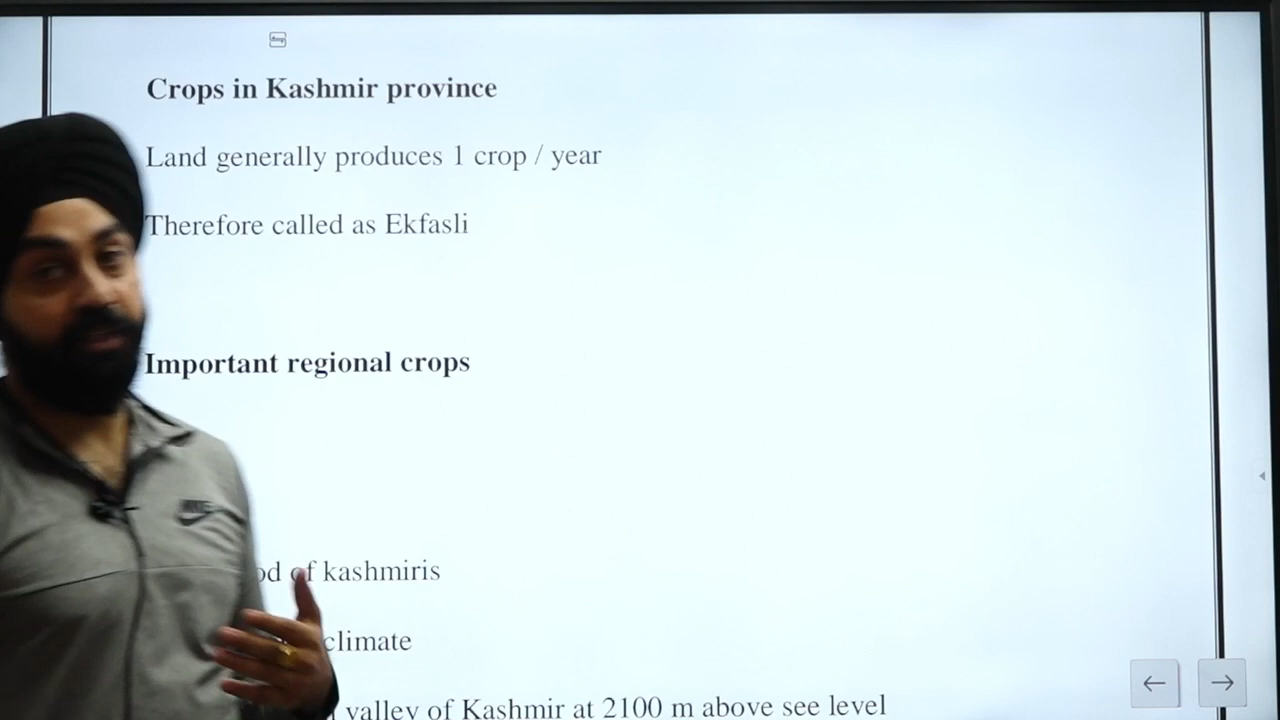 Crops in Kashmir province
Land generally produces 1 crop / year
Therefore called as Ekfasli
Important regional crops
of kashmiris
climate
valley of Kashmir at 2100 m above see level